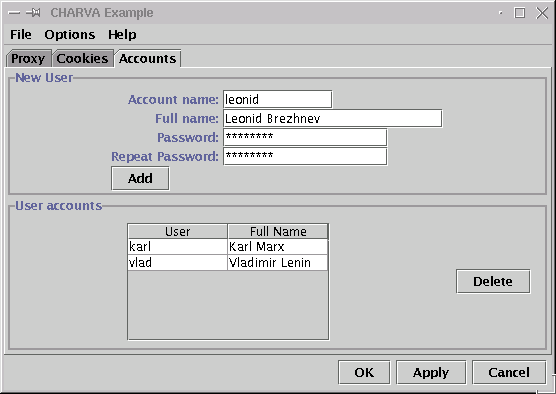 CHARVA Example
File Options Help
Proxy Cookies Accounts
New User
Account name: leonid
Full name: Leonid Brezhnev
Password: ********
Repeat Password: ********
Add
User accounts
User Full Name
karl Karl Marx
vlad Vladimir Lenin
Delete
OK Apply Cancel